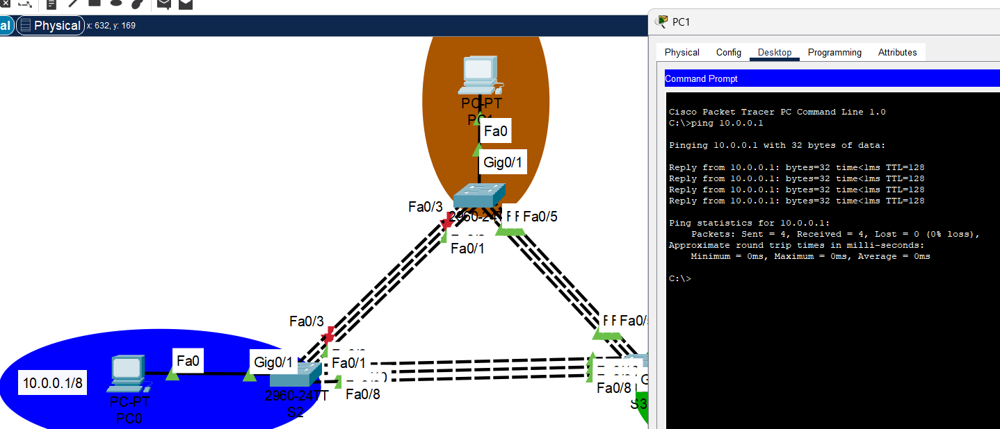 al
Physical
x: 632, y: 169
PC-PT
PC1
Fa0
Gig0/1
Fa0/3
2960-24
F F Fa0/5
Fa0/1
Fa0/3
F F Fa0/
Fa0
Gig0/1
Fa0/1
10.0.0.1/8
Fa0/8
Fa0/8
G
2960-24TT
S2
S3
PC-PT
PC0
PC1
Physical
Config
Desktop
Programming
Attributes
Command Prompt
Cisco Packet Tracer PC Command Line 1.0
C:\>ping 10.0.0.1
Pinging 10.0.0.1 with 32 bytes of data:
Reply from 10.0.0.1: bytes=32 time<1ms TTL=128
Reply from 10.0.0.1: bytes=32 time<1ms TTL=128
Reply from 10.0.0.1: bytes=32 time<1ms TTL=128
Reply from 10.0.0.1: bytes=32 time<1ms TTL=128
Ping statistics for 10.0.0.1:
Packets: Sent = 4, Received = 4, Lost = 0 (0% loss),
Approximate round trip times in milli-seconds:
Minimum = 0ms, Maximum = 0ms, Average = 0ms
C:\>